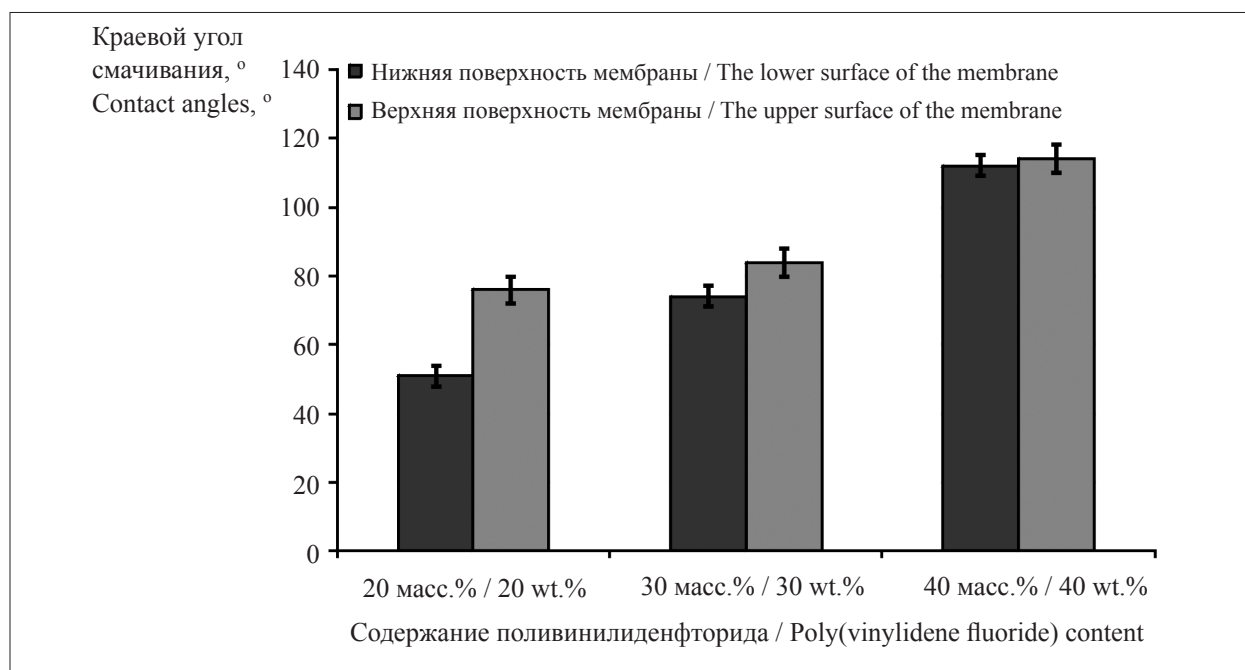 Краевой угол
смачивания, º
Contact angles, º
Нижняя поверхность мембраны / The lower surface of the membrane
Верхняя поверхность мембраны / The upper surface of the membrane
140
120
100
80
60
40
20
0
20 масс.% / 20 wt.%
30 масс.% / 30 wt.%
40 масс.% / 40 wt.%
Содержание поливинилиденфторида / Poly(vinylidene fluoride) content